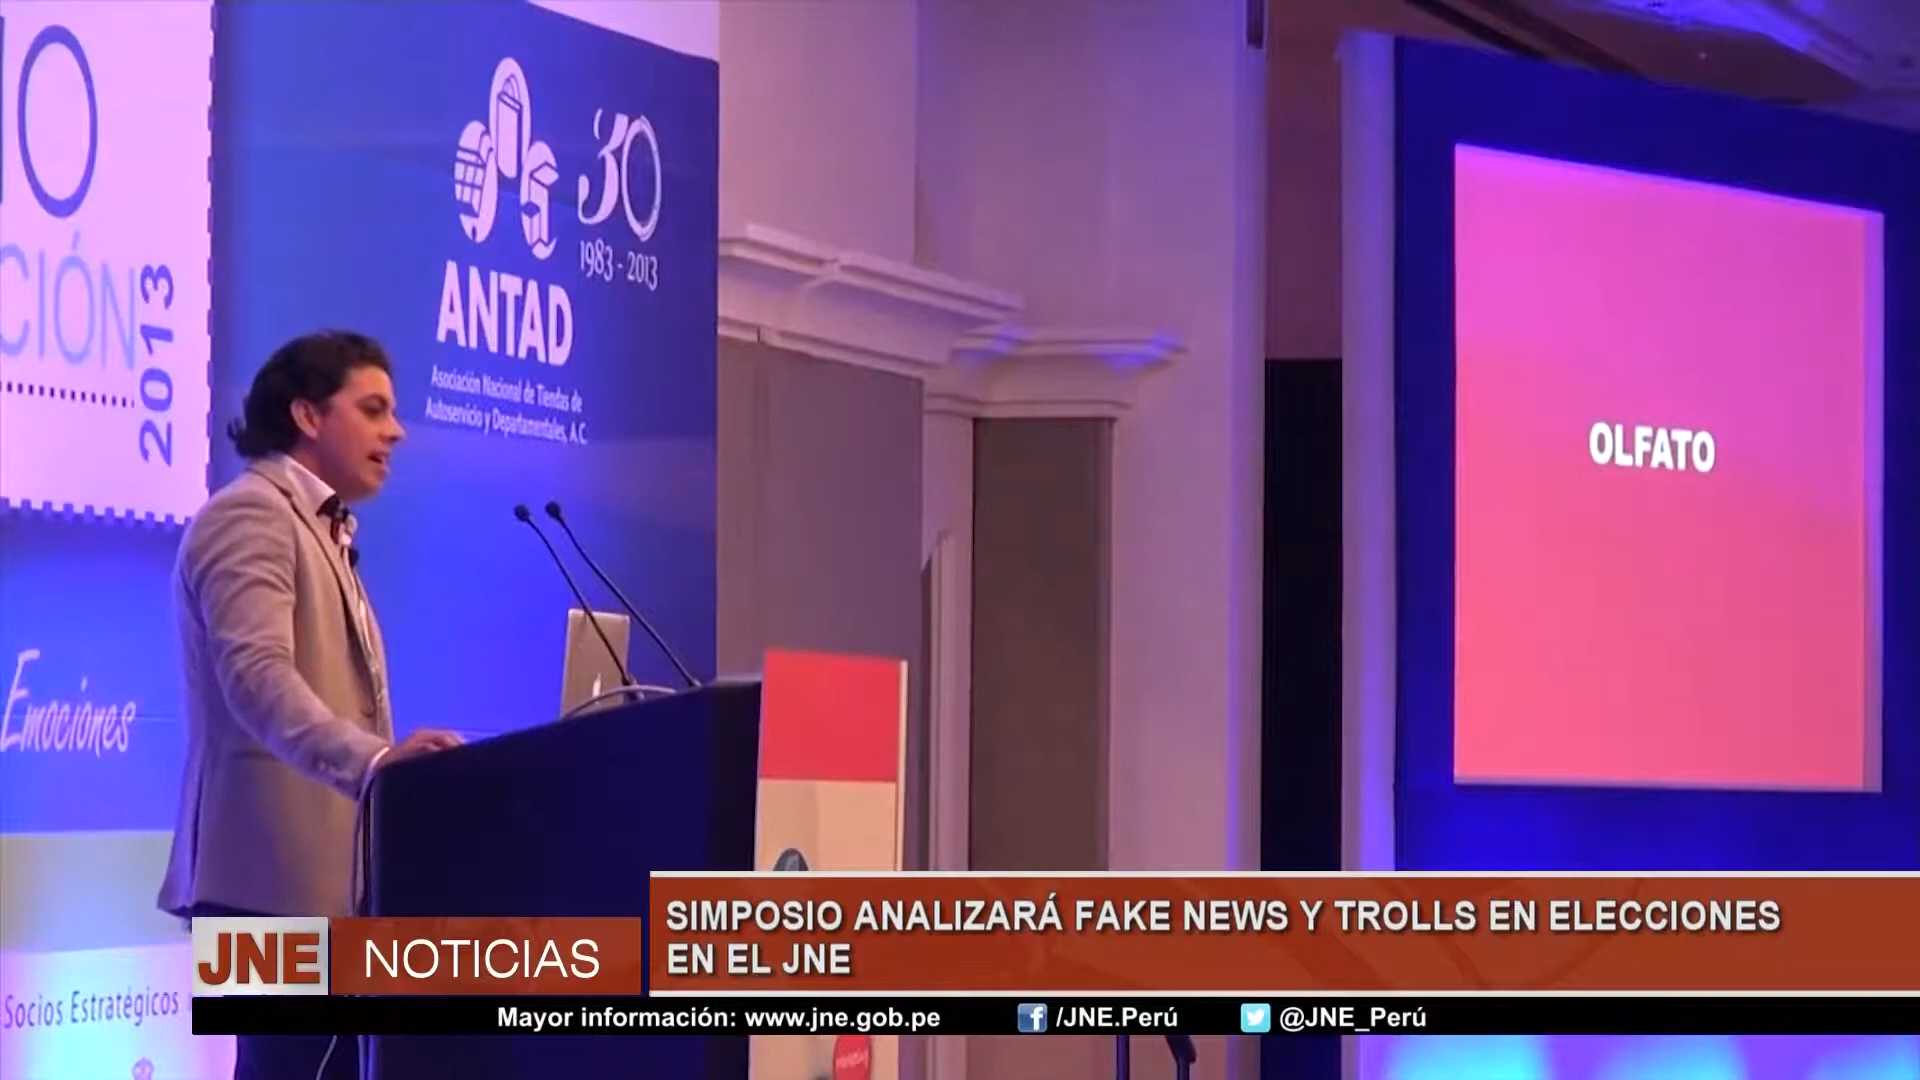 IO
CIÓN
2013
ANTAD
30
1983 - 2013
Asociación Nacional de Tiendas de
Autoservicio y Departamentales, A.C.
Emociones
Socios Estratégicos
OLFATO
JNE NOTICIAS
SIMPOSIO ANALIZARÁ FAKE NEWS Y TROLLS EN ELECCIONES
EN EL JNE
Mayor información: www.jne.gob.pe /JNE.Perú @JNE_Perú